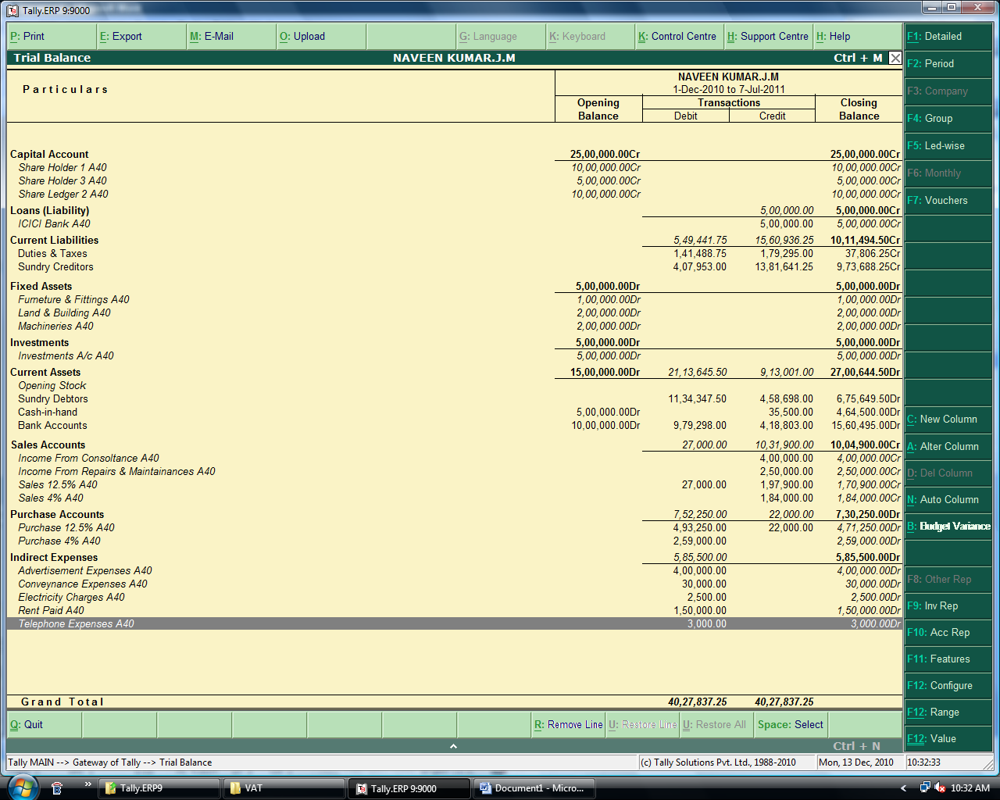 Tally.ERP 9:9000
P: Print E: Export M: E-Mail O: Upload G: Language K: Keyboard K: Control Centre H: Support Centre H: Help
Trial Balance NAVEEN KUMAR.J.M Ctrl + M
Particulars NAVEEN KUMAR.J.M
1-Dec-2010 to 7-Jul-2011
Opening Balance Transactions Closing Balance
Debit Credit
Capital Account 25,00,000.00Cr 25,00,000.00Cr
Share Holder 1 A40 10,00,000.00Cr 10,00,000.00Cr
Share Holder 3 A40 5,00,000.00Cr 5,00,000.00Cr
Share Ledger 2 A40 10,00,000.00Cr 10,00,000.00Cr
Loans (Liability) 5,00,000.00 5,00,000.00Cr
ICICI Bank A40 5,00,000.00 5,00,000.00Cr
Current Liabilities 5,49,441.75 15,60,936.25 10,11,494.50Cr
Duties & Taxes 1,41,488.75 1,79,295.00 37,806.25Cr
Sundry Creditors 4,07,953.00 13,81,641.25 9,73,688.25Cr
Fixed Assets 5,00,000.00Dr 5,00,000.00Dr
Furneture & Fittings A40 1,00,000.00Dr 1,00,000.00Dr
Land & Building A40 2,00,000.00Dr 2,00,000.00Dr
Machineries A40 2,00,000.00Dr 2,00,000.00Dr
Investments 5,00,000.00Dr 5,00,000.00Dr
Investments A/c A40 5,00,000.00Dr 5,00,000.00Dr
Current Assets 15,00,000.00Dr 21,13,645.50 9,13,001.00 27,00,644.50Dr
Opening Stock
Sundry Debtors 11,34,347.50 4,58,698.00 6,75,649.50Dr
Cash-in-hand 5,00,000.00Dr 35,500.00 4,64,500.00Dr
Bank Accounts 10,00,000.00Dr 9,79,298.00 4,18,803.00 15,60,495.00Dr
Sales Accounts 27,000.00 10,31,900.00 10,04,900.00Cr
Income From Consoltance A40 4,00,000.00 4,00,000.00Cr
Income From Repairs & Maintainances A40 2,50,000.00 2,50,000.00Cr
Sales 12.5% A40 27,000.00 1,97,900.00 1,70,900.00Cr
Sales 4% A40 1,84,000.00 1,84,000.00Cr
Purchase Accounts 7,52,250.00 22,000.00 7,30,250.00Dr
Purchase 12.5% A40 4,93,250.00 22,000.00 4,71,250.00Dr
Purchase 4% A40 2,59,000.00 2,59,000.00Dr
Indirect Expenses 5,85,500.00 5,85,500.00Dr
Advertisement Expenses A40 4,00,000.00 4,00,000.00Dr
Conveynance Expenses A40 30,000.00 30,000.00Dr
Electricity Charges A40 2,500.00 2,500.00Dr
Rent Paid A40 1,50,000.00 1,50,000.00Dr
Telephone Expenses A40 3,000.00 3,000.00Dr
Grand Total 40,27,837.25 40,27,837.25
F1: Detailed
F2: Period
F3: Company
F4: Group
F5: Led-wise
F6: Monthly
F7: Vouchers
C: New Column
A: Alter Column
D: Del Column
N: Auto Column
B: Budget Variance
F8: Other Rep
F9: Inv Rep
F10: Acc Rep
F11: Features
F12: Configure
F12: Range
F12: Value
Q: Quit R: Remove Line U: Restore Line U: Restore All Space: Select
Ctrl + N
Tally MAIN --> Gateway of Tally --> Trial Balance (c) Tally Solutions Pvt. Ltd., 1988-2010 Mon, 13 Dec, 2010 10:32:33
Tally.ERP9 VAT Tally.ERP 9:9000 Document1 - Micro... 10:32 AM